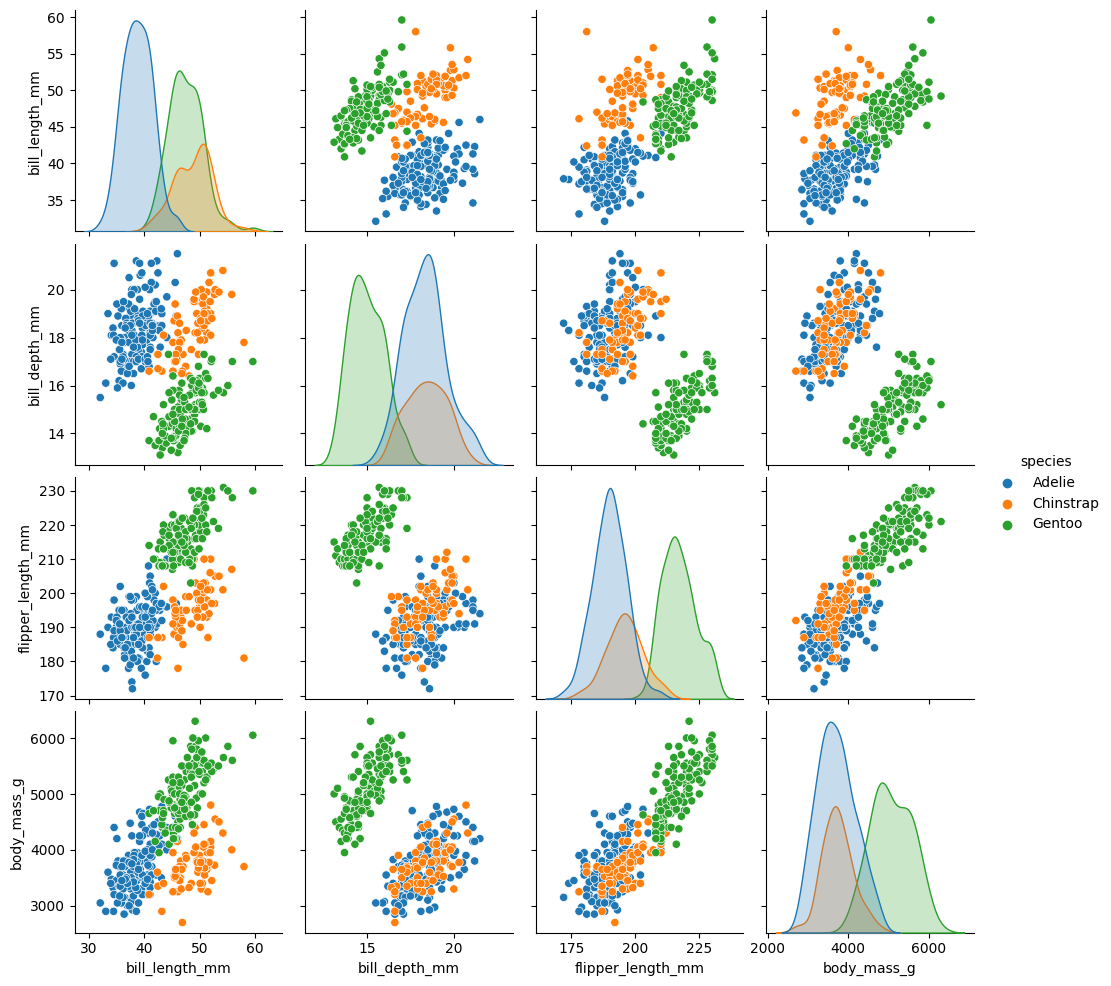 60
55
50
45
40
35
bill_length_mm
20
18
16
14
bill_depth_mm
species
Adelie
Chinstrap
Gentoo
230
220
210
200
190
180
170
flipper_length_mm
6000
5000
4000
3000
body_mass_g
30 40 50 60 15 20 175 200 225 2000 4000 6000
bill_length_mm bill_depth_mm flipper_length_mm body_mass_g